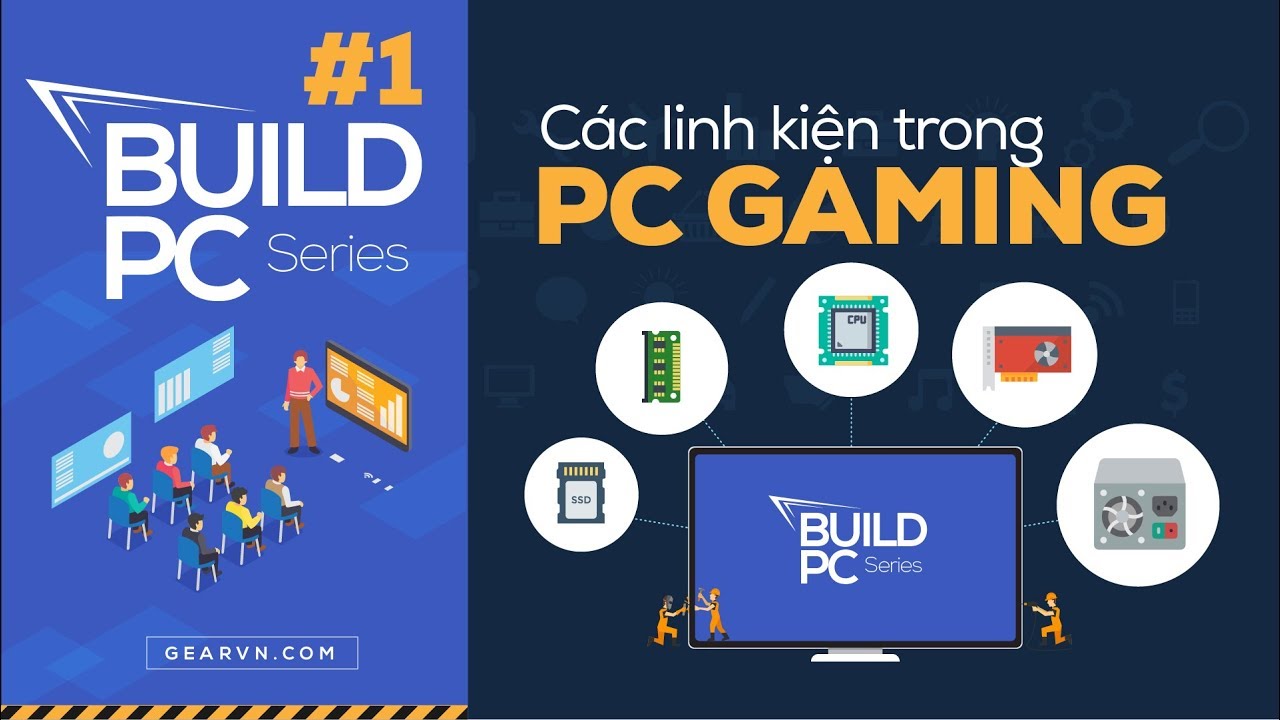 #1
BUILD
PC Series
GEARVN.COM
Các linh kiện trong
PC GAMING
CPU
SSD
BUILD
PC Series